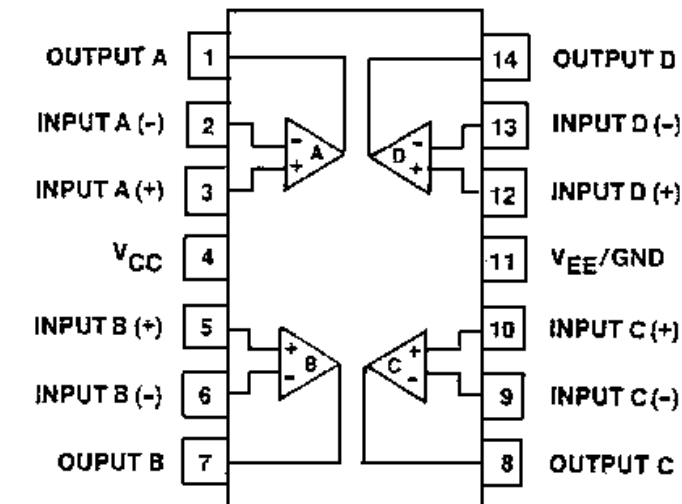 OUTPUT A 1 14 OUTPUT D
INPUT A (-) 2 - A + - D + 13 INPUT D (-)
INPUT A (+) 3 12 INPUT D (+)
VCC 4 11 VEE/GND
INPUT B (+) 5 10 INPUT C (+)
+ B - + C -
INPUT B (-) 6 9 INPUT C (-)
OUPUT B 7 8 OUTPUT C